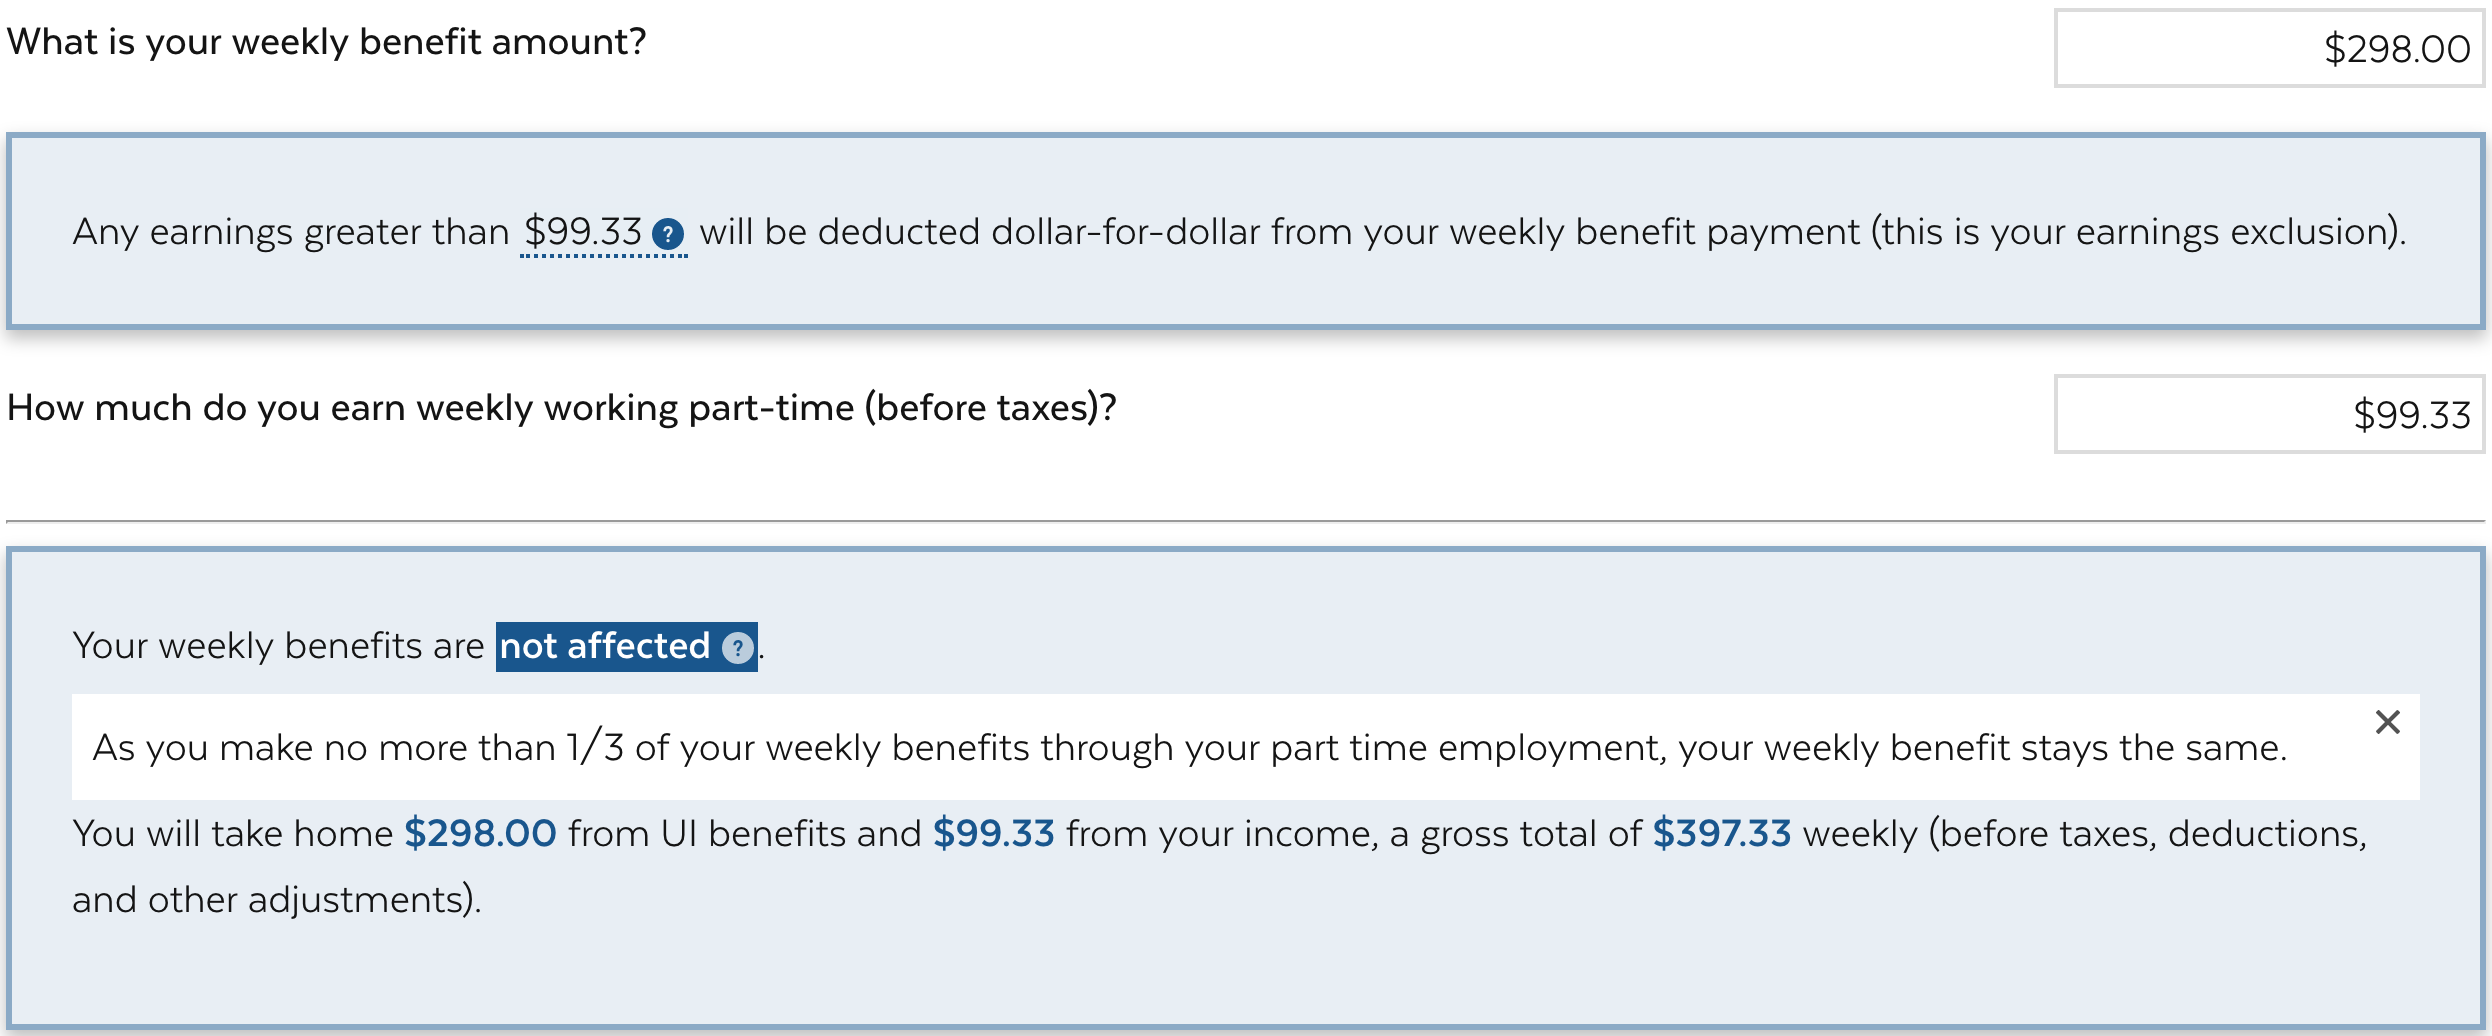 What is your weekly benefit amount?
$298.00
Any earnings greater than $99.33 ? will be deducted dollar-for-dollar from your weekly benefit payment (this is your earnings exclusion).
How much do you earn weekly working part-time (before taxes)?
$99.33
Your weekly benefits are not affected ? .
As you make no more than 1/3 of your weekly benefits through your part time employment, your weekly benefit stays the same.
You will take home $298.00 from UI benefits and $99.33 from your income, a gross total of $397.33 weekly (before taxes, deductions,
and other adjustments).